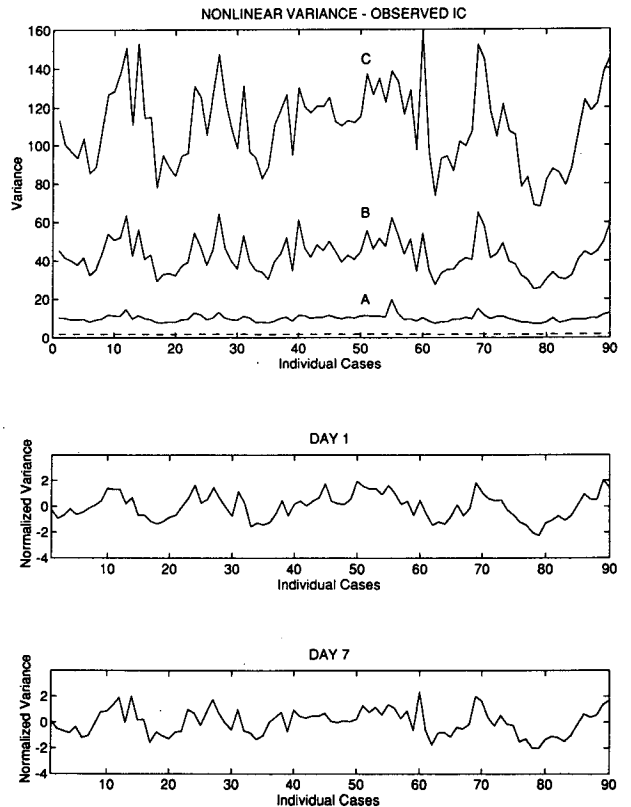 NONLINEAR VARIANCE - OBSERVED IC
160
140
120
100
80
60
40
20
0
Variance
C
B
A
0 10 20 30 40 50 60 70 80 90
Individual Cases
DAY 1
2
0
-2
-4
Normalized Variance
10 20 30 40 50 60 70 80 90
Individual Cases
DAY 7
2
0
-2
-4
Normalized Variance
10 20 30 40 50 60 70 80 90
Individual Cases